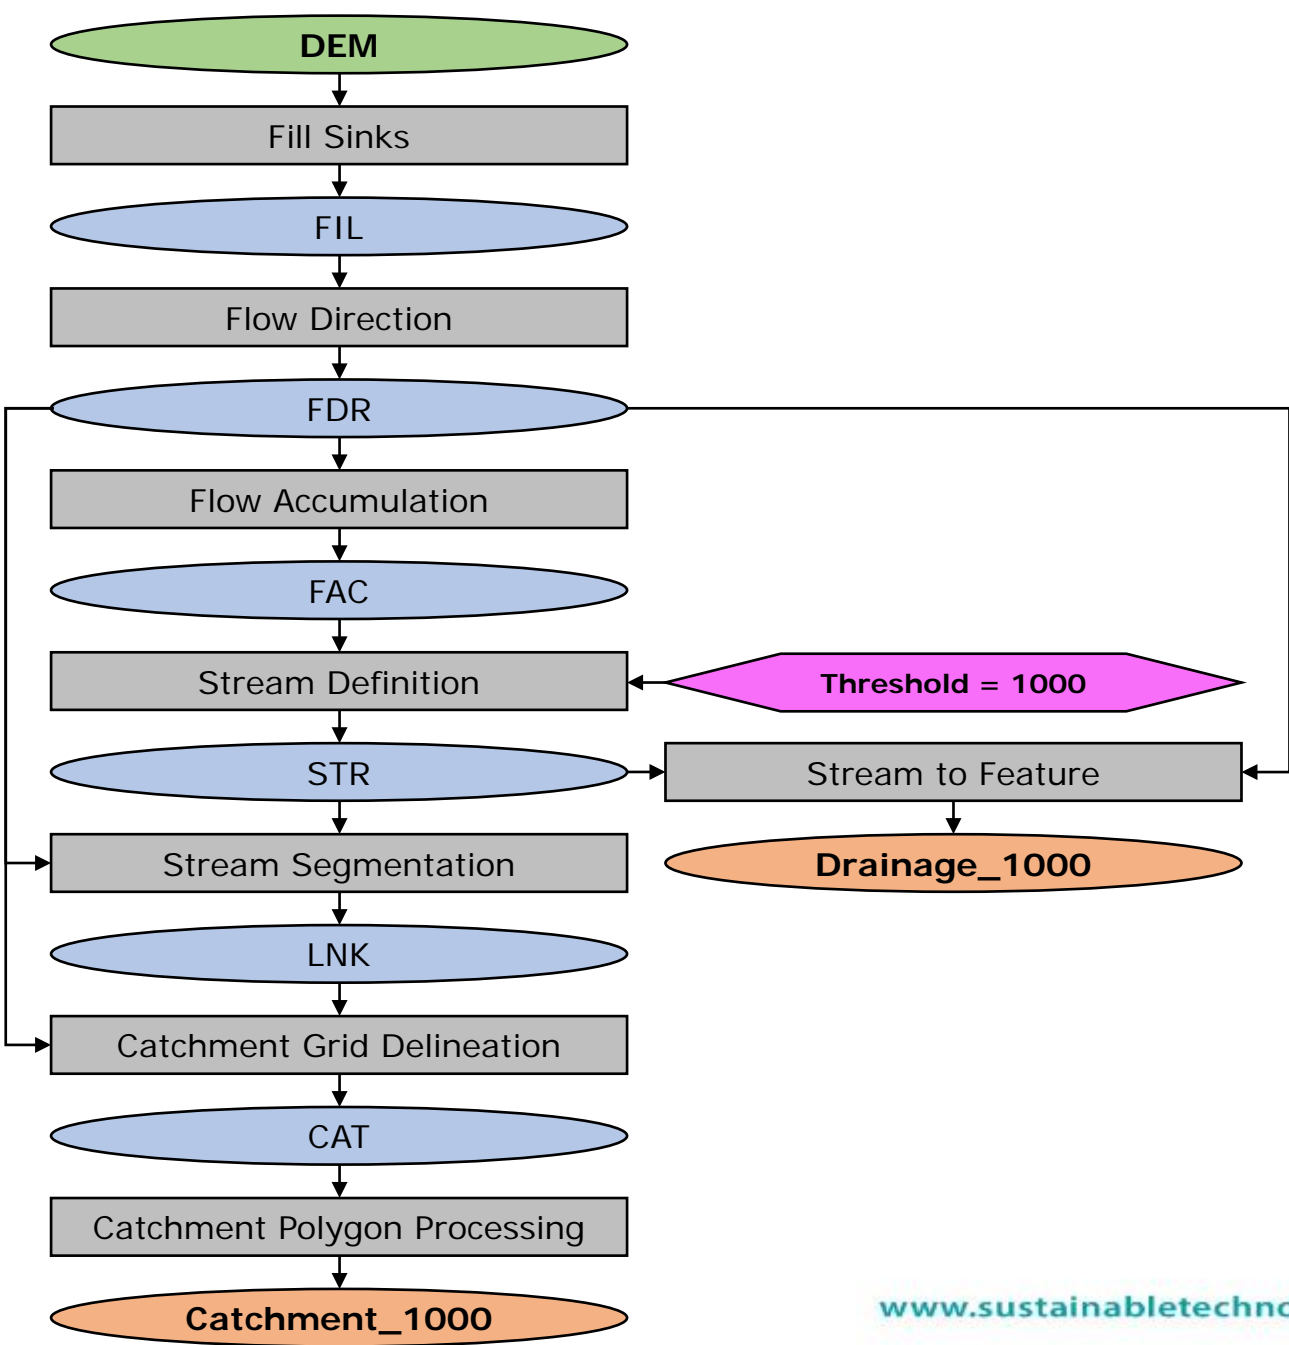 DEM
Fill Sinks
FIL
Flow Direction
FDR
Flow Accumulation
FAC
Stream Definition
Threshold = 1000
STR
Stream to Feature
Stream Segmentation
Drainage_1000
LNK
Catchment Grid Delineation
CAT
Catchment Polygon Processing
Catchment_1000